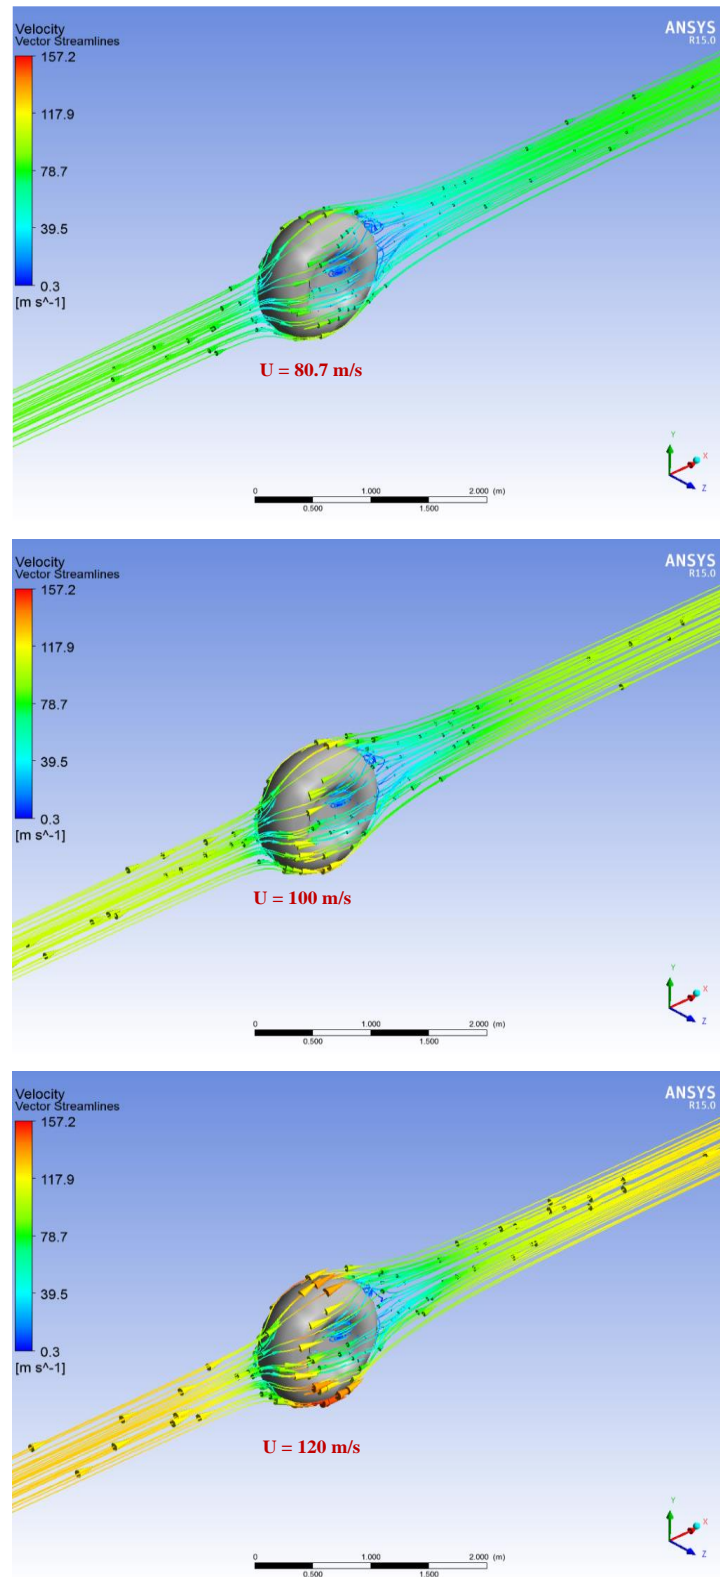 Velocity
Vector Streamlines
ANSYS
R15.0
157.2
117.9
78.7
39.5
0.3
[m s^-1]
U = 80.7 m/s
Y
X
Z
0 1.000 2.000 (m)
0.500 1.500
Velocity
Vector Streamlines
ANSYS
R15.0
157.2
117.9
78.7
39.5
0.3
[m s^-1]
U = 100 m/s
Y
X
Z
0 1.000 2.000 (m)
0.500 1.500
Velocity
Vector Streamlines
ANSYS
R15.0
157.2
117.9
78.7
39.5
0.3
[m s^-1]
U = 120 m/s
Y
X
Z
0 1.000 2.000 (m)
0.500 1.500